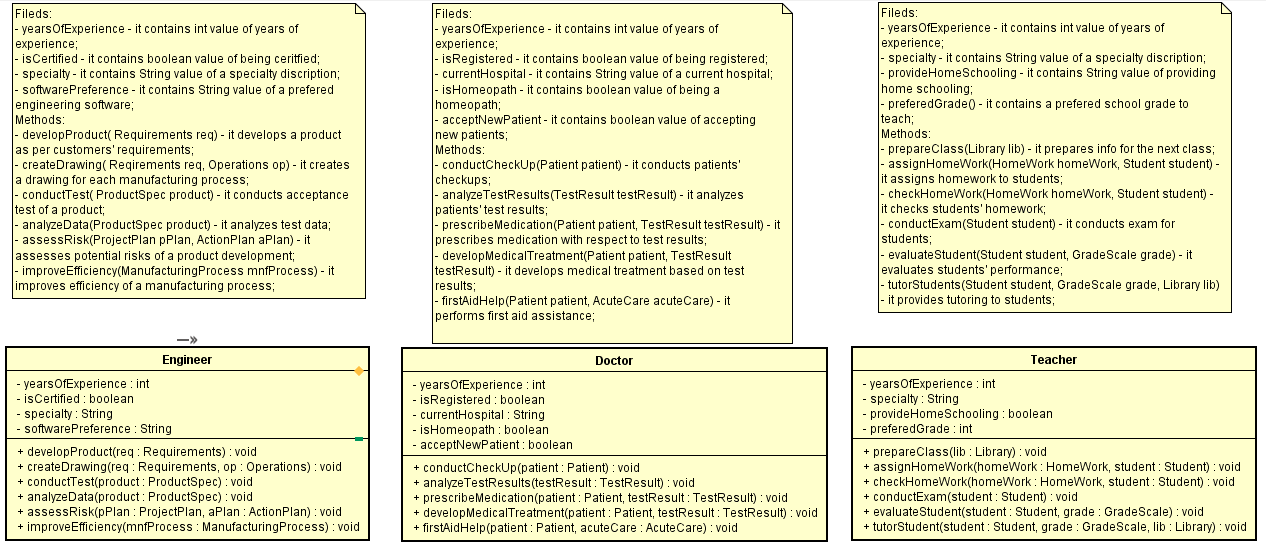 Fileds:
- yearsOfExperience - it contains int value of years of
experience;
- isCertified - it contains boolean value of being ceritfied;
- specialty - it contains String value of a specialty discription;
- softwarePreference - it contains String value of a prefered
engineering software;
Methods:
- developProduct( Requirements req) - it develops a product
as per customers' requirements;
- createDrawing( Reqirements req, Operations op) - it creates
a drawing for each manufacturing process;
- conductTest( ProductSpec product) - it conducts acceptance
test of a product;
- analyzeData(ProductSpec product) - it analyzes test data;
- assessRisk(ProjectPlan pPlan, ActionPlan aPlan) - it
assesses potential risks of a product development;
- improveEfficiency(ManufacturingProcess mnfProcess) - it
improves efficiency of a manufacturing process;
Fileds:
- yearsOfExperience - it contains int value of years of
experience;
- isRegistered - it contains boolean value of being registered;
- currentHospital - it contains String value of a current hospital;
- isHomeopath - it contains boolean value of being a
homeopath;
- acceptNewPatient - it contains boolean value of accepting
new patients;
Methods:
- conductCheckUp(Patient patient) - it conducts patients'
checkups;
- analyzeTestResults(TestResult testResult) - it analyzes
patients' test results;
- prescribeMedication(Patient patient, TestResult testResult) - it
prescribes medication with respect to test results;
- developMedicalTreatment(Patient patient, TestResult
testResult) - it develops medical treatment based on test
results;
- firstAidHelp(Patient patient, AcuteCare acuteCare) - it
performs first aid assistance;
Fileds:
- yearsOfExperience - it contains int value of years of
experience;
- specialty - it contains String value of a specialty discription;
- provideHomeSchooling - it contains String value of providing
home schooling;
- preferedGrade() - it contains a prefered school grade to
teach;
Methods:
- prepareClass(Library lib) - it prepares info for the next class;
- assignHomeWork(HomeWork homeWork, Student student) -
it assigns homework to students;
- checkHomeWork(HomeWork homeWork, Student student) -
it checks students' homework;
- conductExam(Student student) - it conducts exam for
students;
- evaluateStudent(Student student, GradeScale grade) - it
evaluates students' performance;
- tutorStudents(Student student, GradeScale grade, Library lib)
- it provides tutoring to students;
Engineer
- yearsOfExperience : int
- isCertified : boolean
- specialty : String
- softwarePreference : String
+ developProduct(req : Requirements) : void
+ createDrawing(req : Requirements, op : Operations) : void
+ conductTest(product : ProductSpec) : void
+ analyzeData(product : ProductSpec) : void
+ assessRisk(pPlan : ProjectPlan, aPlan : ActionPlan) : void
+ improveEfficiency(mnfProcess : ManufacturingProcess) : void
Doctor
- yearsOfExperience : int
- isRegistered : boolean
- currentHospital : String
- isHomeopath : boolean
- acceptNewPatient : boolean
+ conductCheckUp(patient : Patient) : void
+ analyzeTestResults(testResult : TestResult) : void
+ prescribeMedication(patient : Patient, testResult : TestResult) : void
+ developMedicalTreatment(patient : Patient, testResult : TestResult) : void
+ firstAidHelp(patient : Patient, acuteCare : AcuteCare) : void
Teacher
- yearsOfExperience : int
- specialty : String
- provideHomeSchooling : boolean
- preferedGrade : int
+ prepareClass(lib : Library) : void
+ assignHomeWork(homeWork : HomeWork, student : Student) : void
+ checkHomeWork(homeWork : HomeWork, student : Student) : void
+ conductExam(student : Student) : void
+ evaluateStudent(student : Student, grade : GradeScale) : void
+ tutorStudent(student : Student, grade : GradeScale, lib : Library) : void